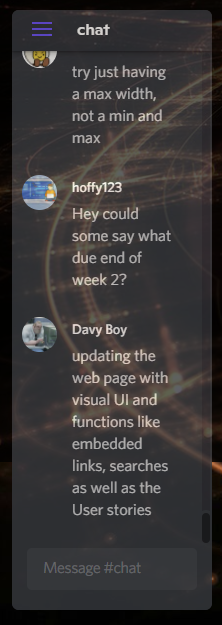 chat
try just having
a max width,
not a min and
max
hoffy123
Hey could
some say what
due end of
week 2?
Davy Boy
updating the
web page with
visual UI and
functions like
embedded
links, searches
as well as the
User stories
Message #chat